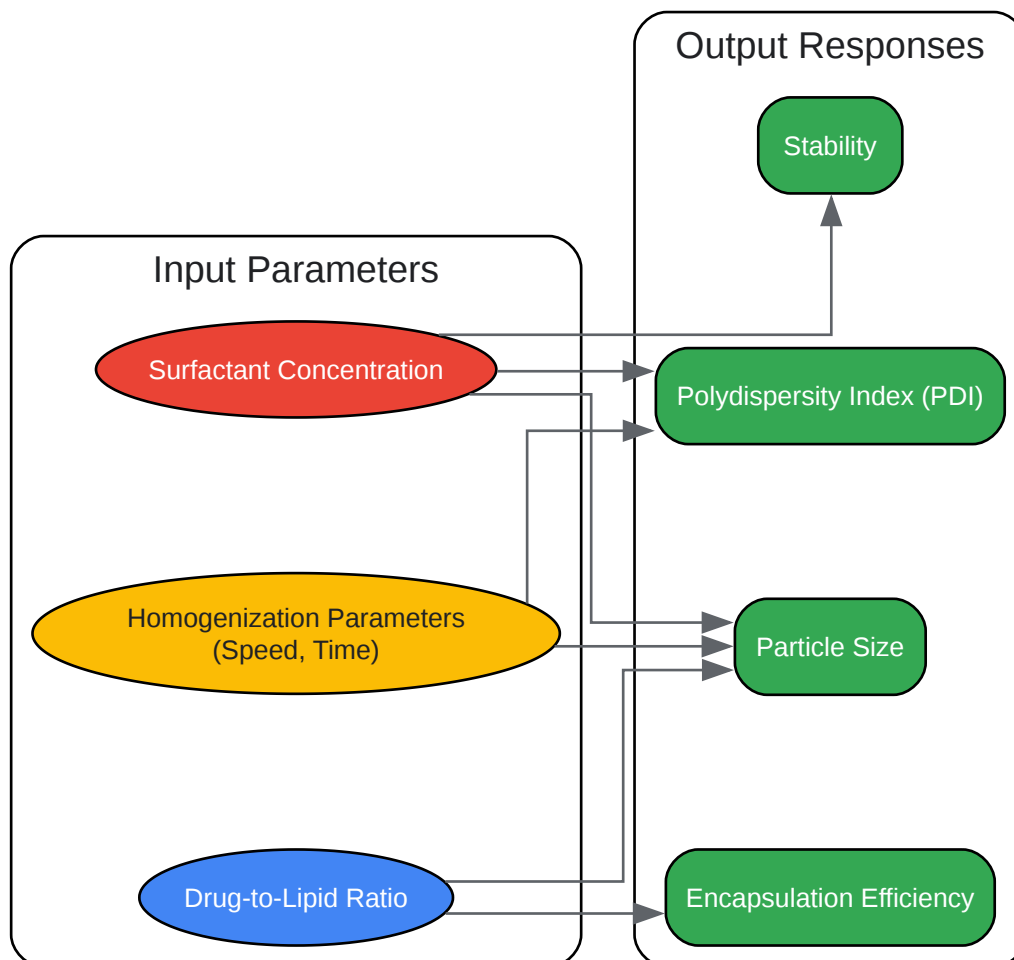 Output Responses
Stability
Input Parameters
Surfactant Concentration
Polydispersity Index (PDI)
Homogenization Parameters
(Speed, Time)
Particle Size
Drug-to-Lipid Ratio
Encapsulation Efficiency